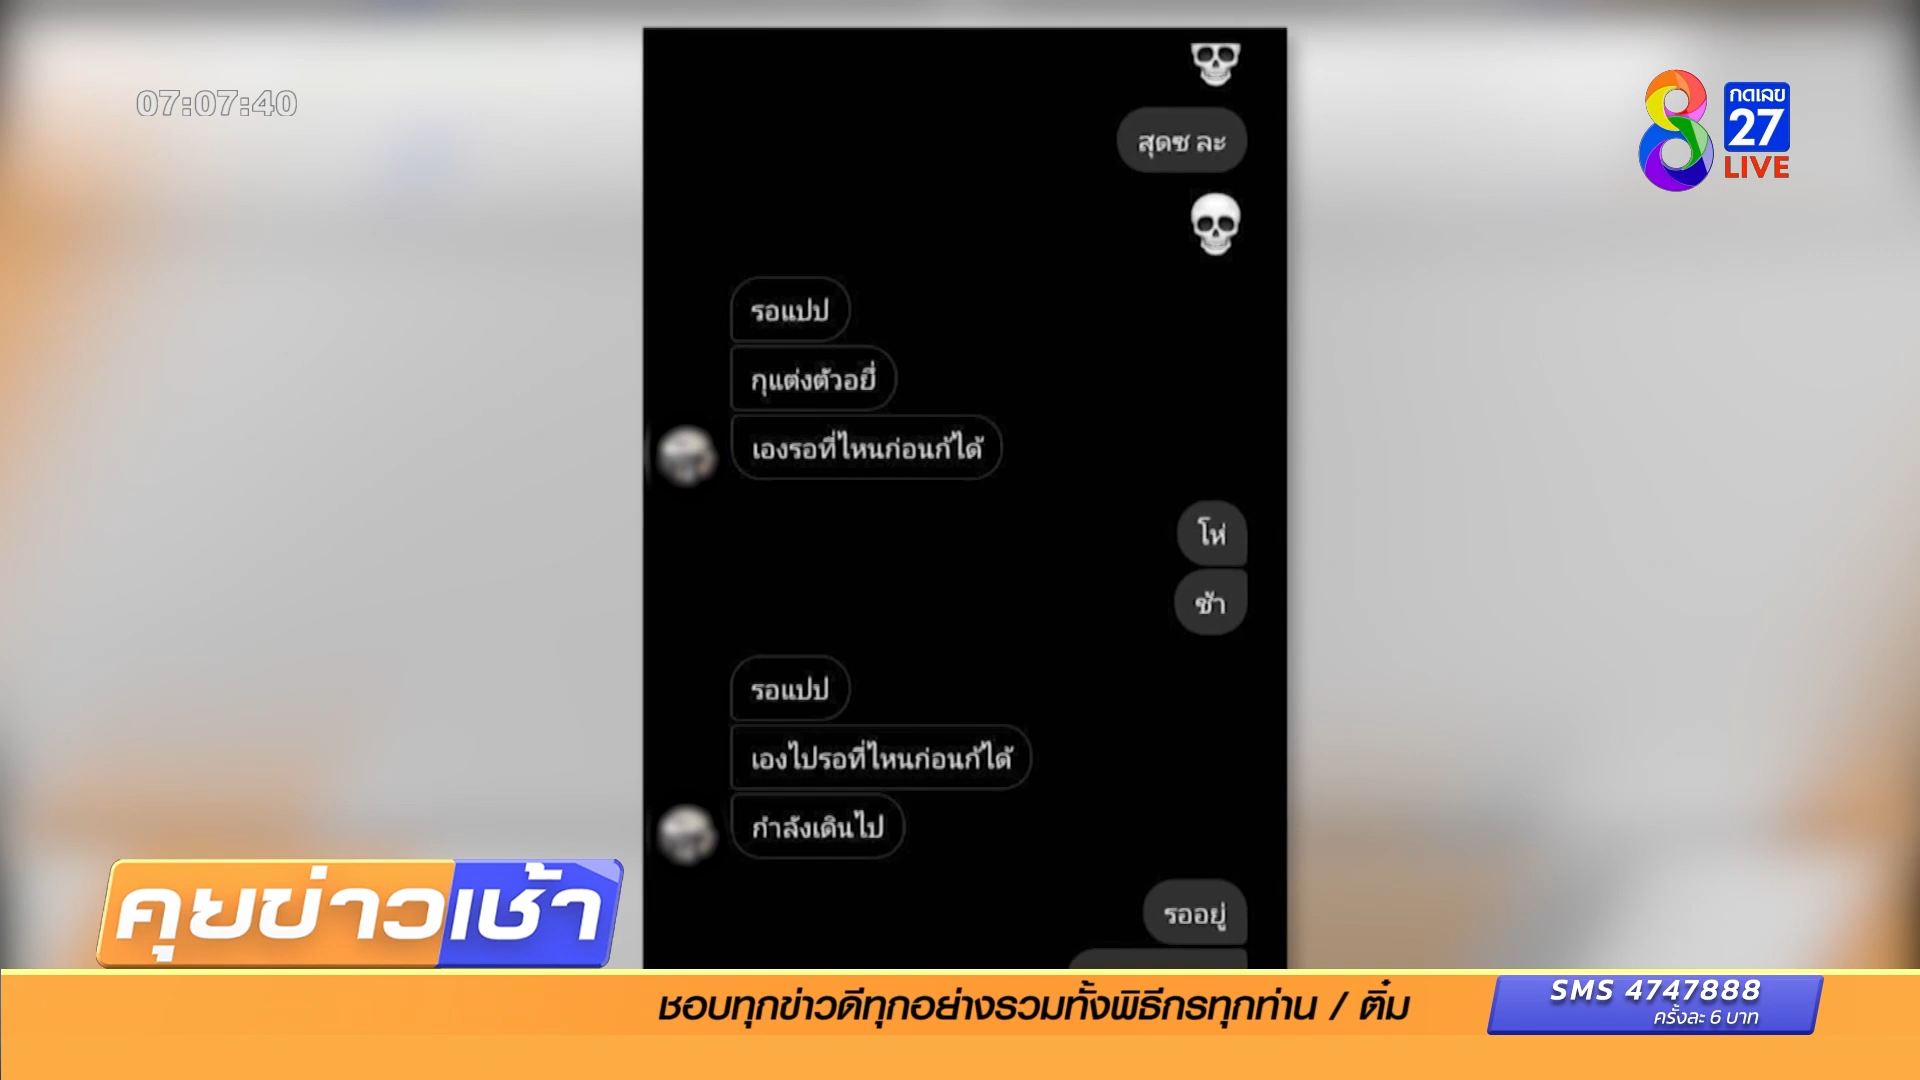 07:07:40
กดเลข
27
LIVE
สุดซ ละ
รอแปป
กุแต่งตัวอยี่
เองรอที่ไหนก่อนก้ได้
โห่
ช้า
รอแปป
เองไปรอที่ไหนก่อนก้ได้
กำลังเดินไป
รออยู่
คุยข่าวเช้า
ชอบทุกข่าวดีทุกอย่างรวมทั้งพิธีกรทุกท่าน / ติ๋ม
SMS 4747888
ครั้งละ 6 บาท